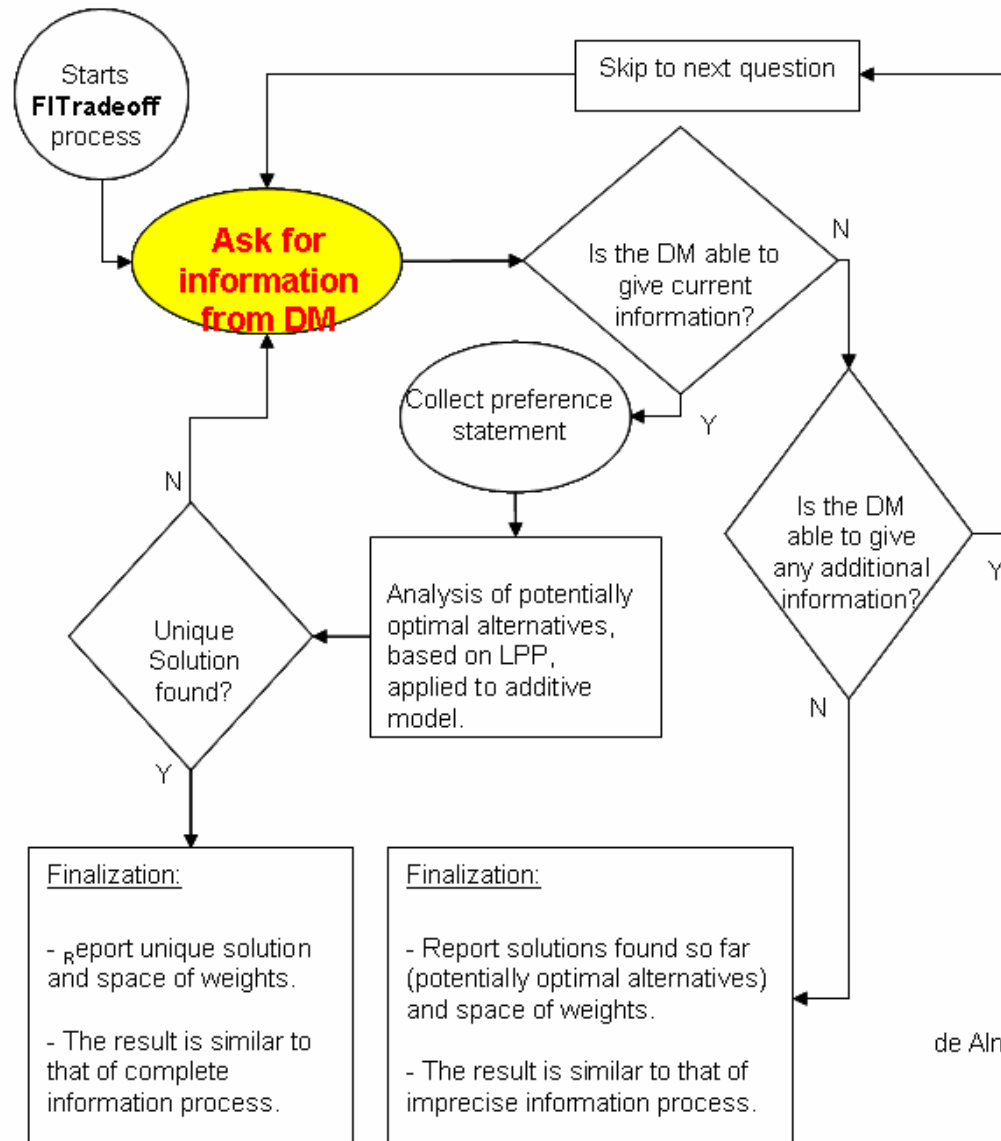 Starts
FITradeoff
process
Skip to next question
Ask for
information
from DM
Is the DM able to
give current
information?
N
Y
Collect preference
statement
Is the DM
able to give
any additional
information?
Y
N
Analysis of potentially
optimal alternatives,
based on LPP,
applied to additive
model.
Unique
Solution
found?
N
Y
Finalization:
- Report unique solution
and space of weights.
- The result is similar to
that of complete
information process.
Finalization:
- Report solutions found so far
(potentially optimal alternatives)
and space of weights.
- The result is similar to that of
imprecise information process.
de